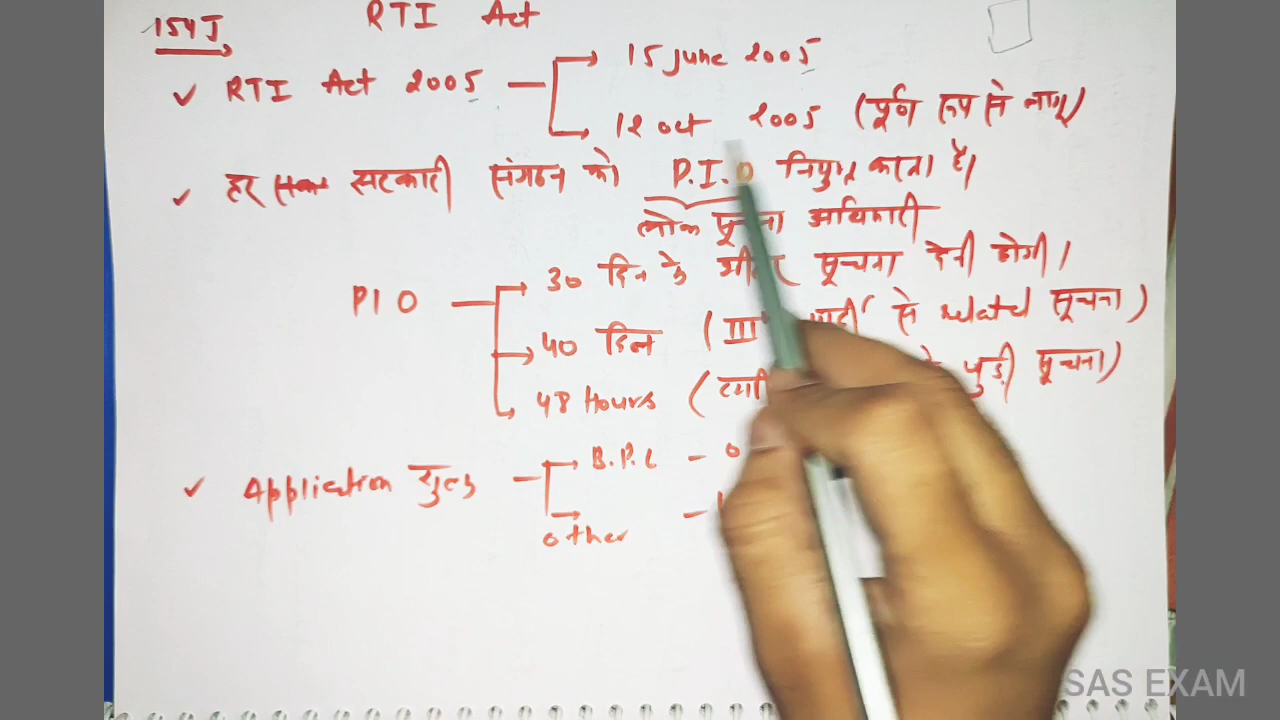 154J
RTI Act
✓ RTI Act 2005 → 15 june 2005
→ 12 oct 2005 (पूर्ण रूप से लागू)
✓ हर सरकारी संगठन को P.I.O नियुक्त करता है।
लोक सूचना अधिकारी
PIO → 30 दिन के भीतर सूचना देनी होगी।
→ 40 दिन (III से related सूचना)
→ 48 Hours ( जुड़ी सूचना)
✓ Application शुल्क → B.P.L - 0
→ other -
SAS EXAM